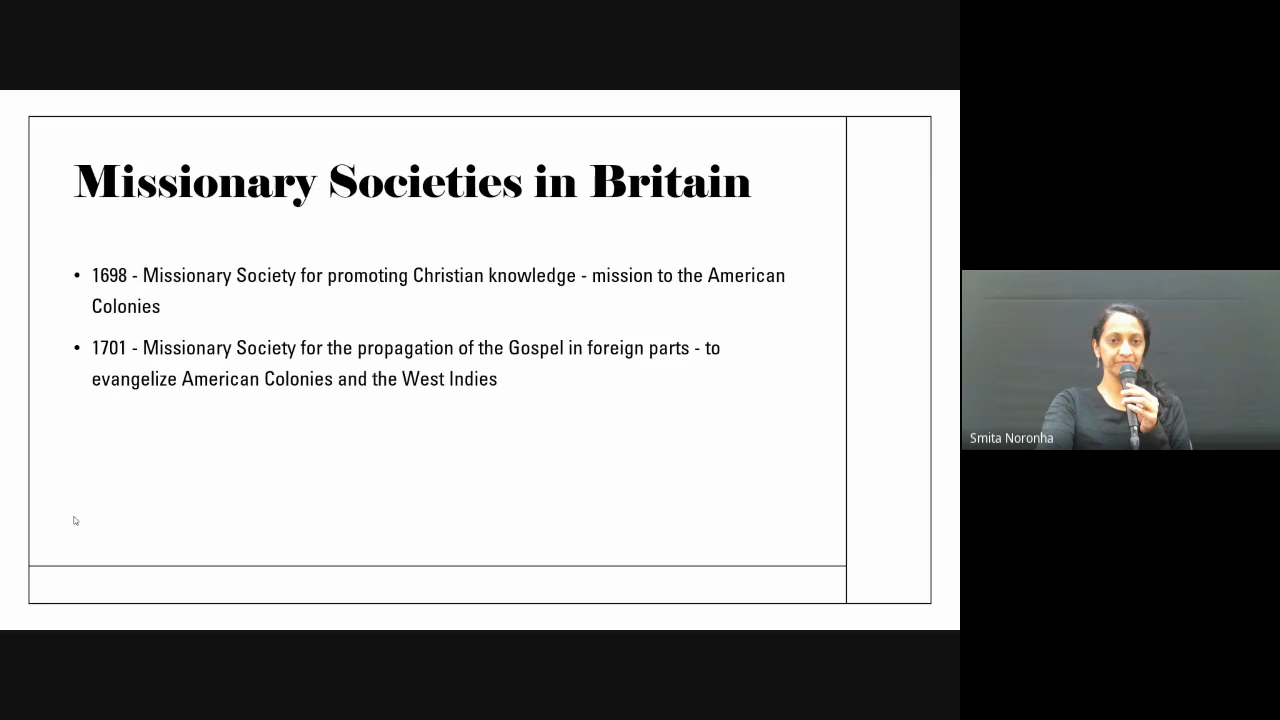 Missionary Societies in Britain
• 1698 - Missionary Society for promoting Christian knowledge - mission to the American
Colonies
• 1701 - Missionary Society for the propagation of the Gospel in foreign parts - to
evangelize American Colonies and the West Indies
Smita Noronha